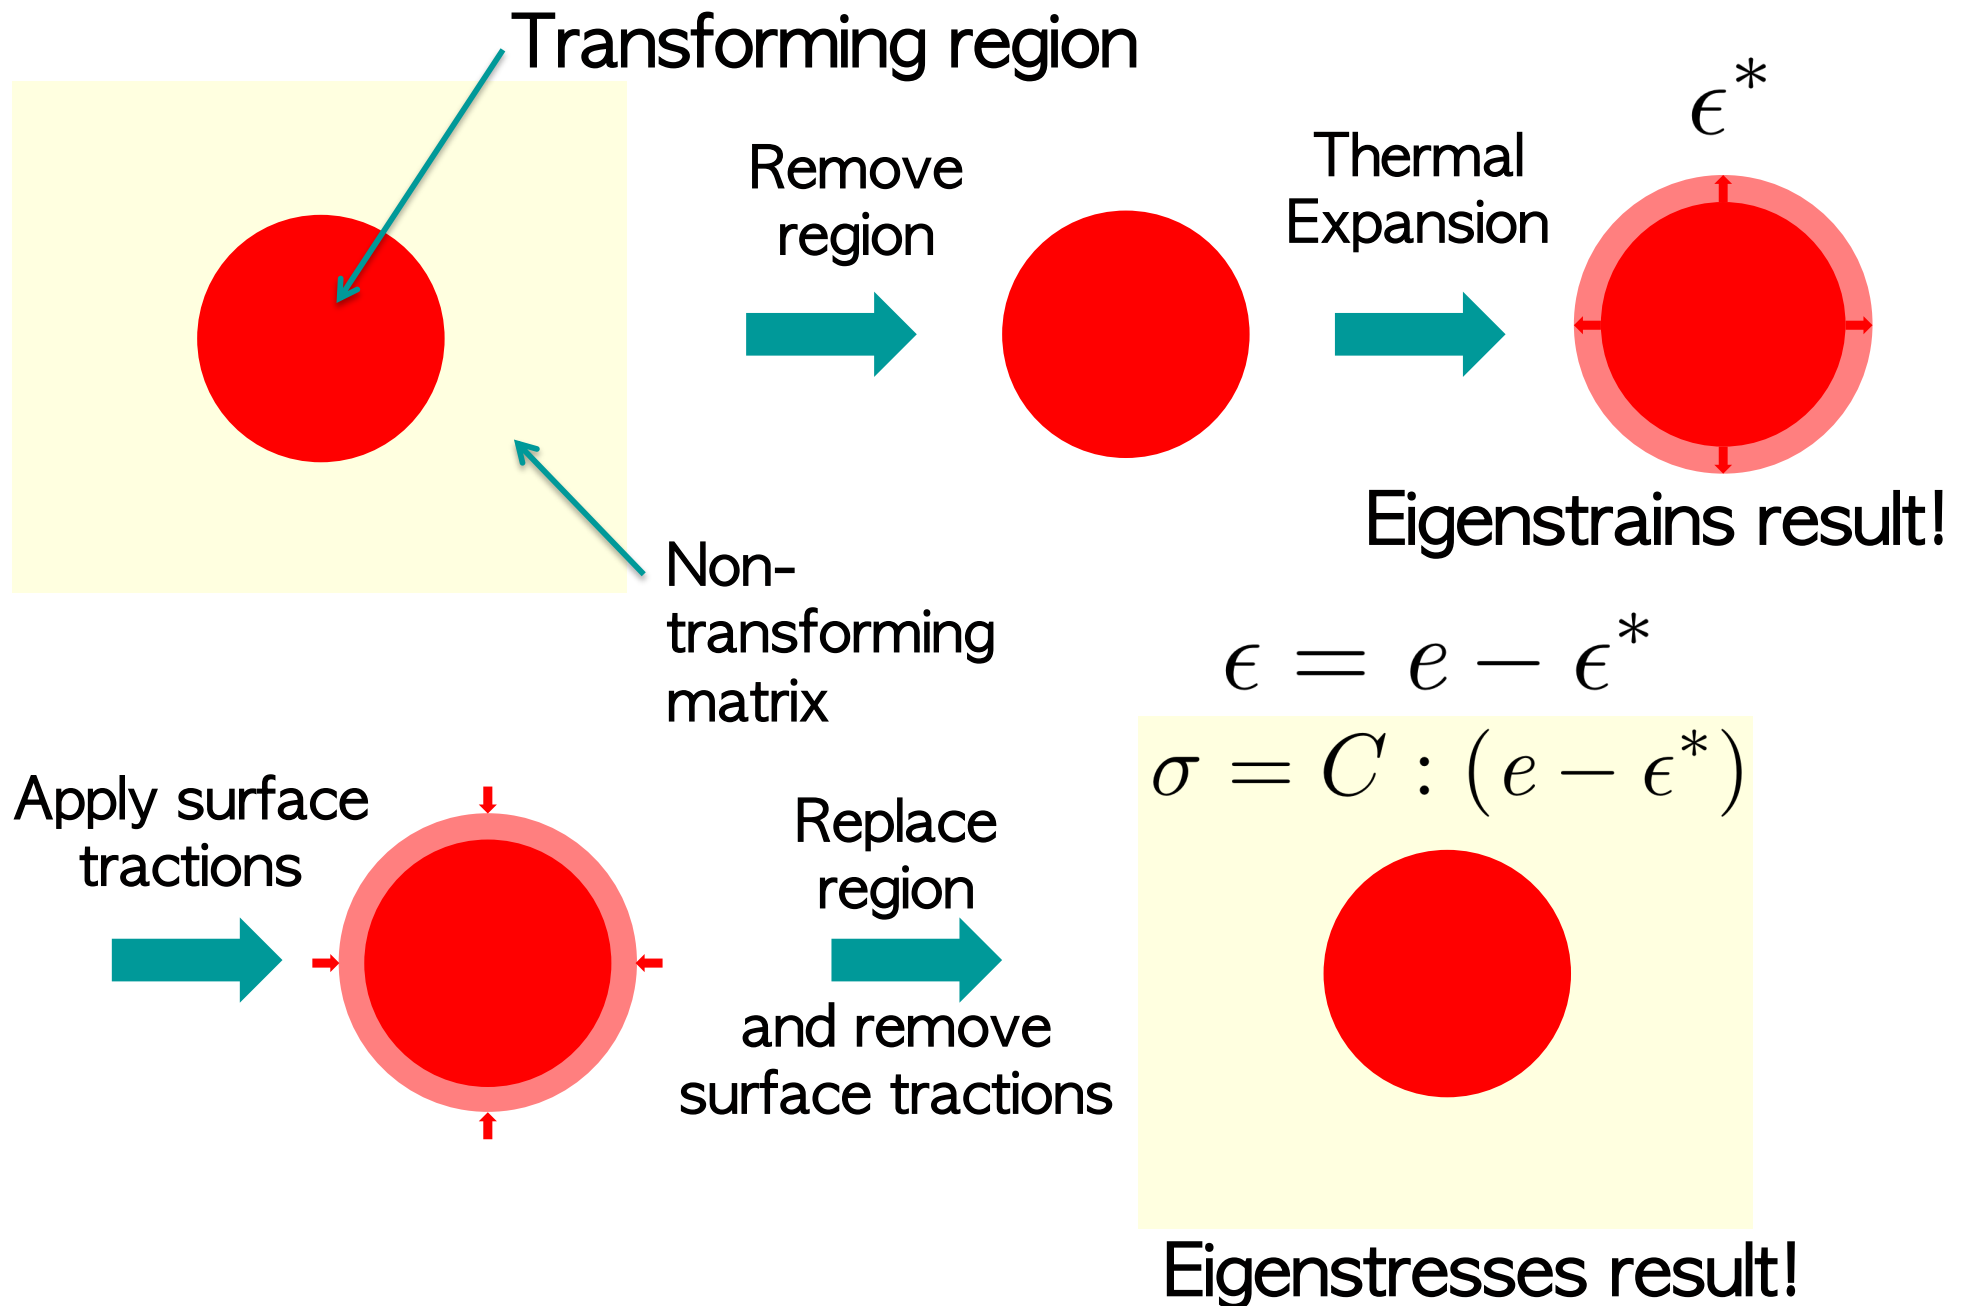 Transforming region
ϵ*
Remove
region
Thermal
Expansion
Eigenstrains result!
Non-
transforming
matrix
ϵ = e − ϵ*
σ = C : (e − ϵ*)
Apply surface
tractions
Replace
region
and remove
surface tractions
Eigenstresses result!